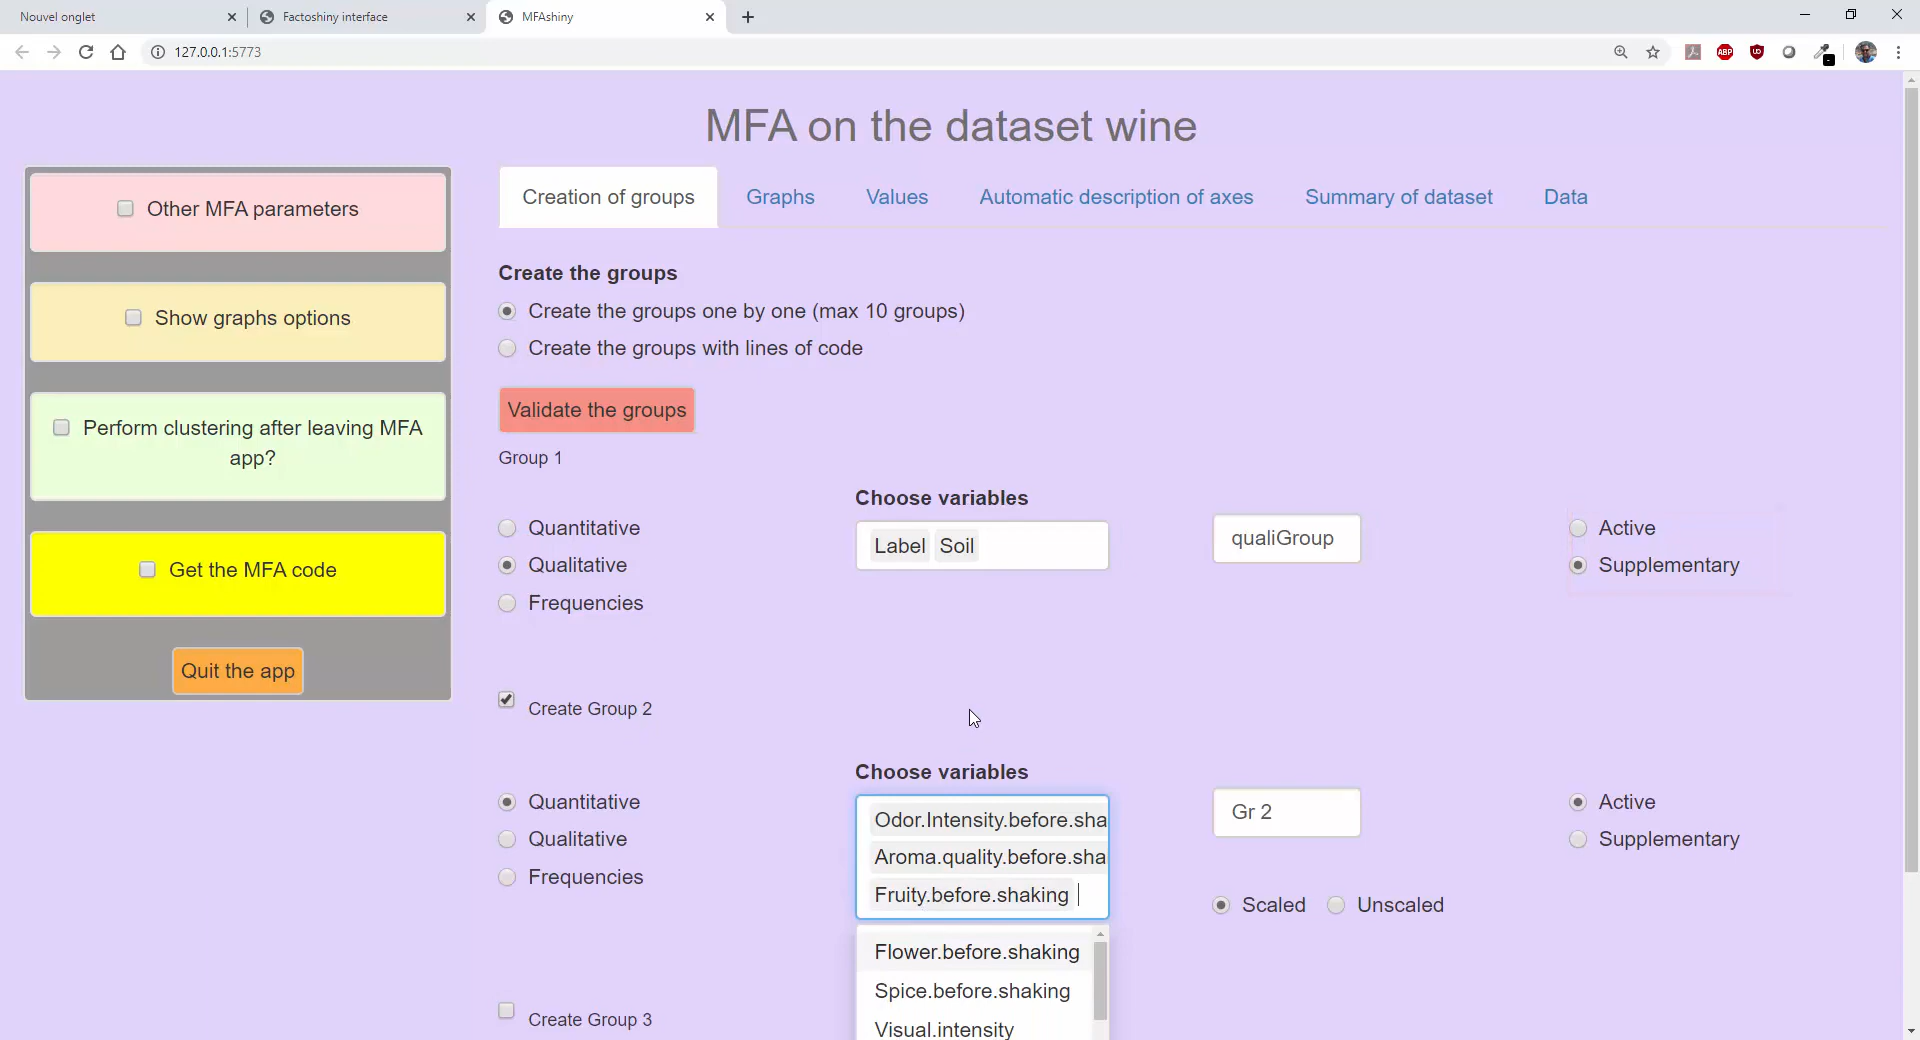 Nouvel onglet
Factoshiny interface
MFAshiny
127.0.0.1:5773
ABP
MFA on the dataset wine
Other MFA parameters
Show graphs options
Perform clustering after leaving MFA
app?
Get the MFA code
Quit the app
Creation of groups
Graphs
Values
Automatic description of axes
Summary of dataset
Data
Create the groups
Create the groups one by one (max 10 groups)
Create the groups with lines of code
Validate the groups
Group 1
Choose variables
Quantitative
Qualitative
Frequencies
Label Soil
qualiGroup
Active
Supplementary
Create Group 2
Choose variables
Quantitative
Qualitative
Frequencies
Odor.Intensity.before.sha
Aroma.quality.before.sha
Fruity.before.shaking
Flower.before.shaking
Spice.before.shaking
Visual.intensity
Gr 2
Scaled
Unscaled
Active
Supplementary
Create Group 3